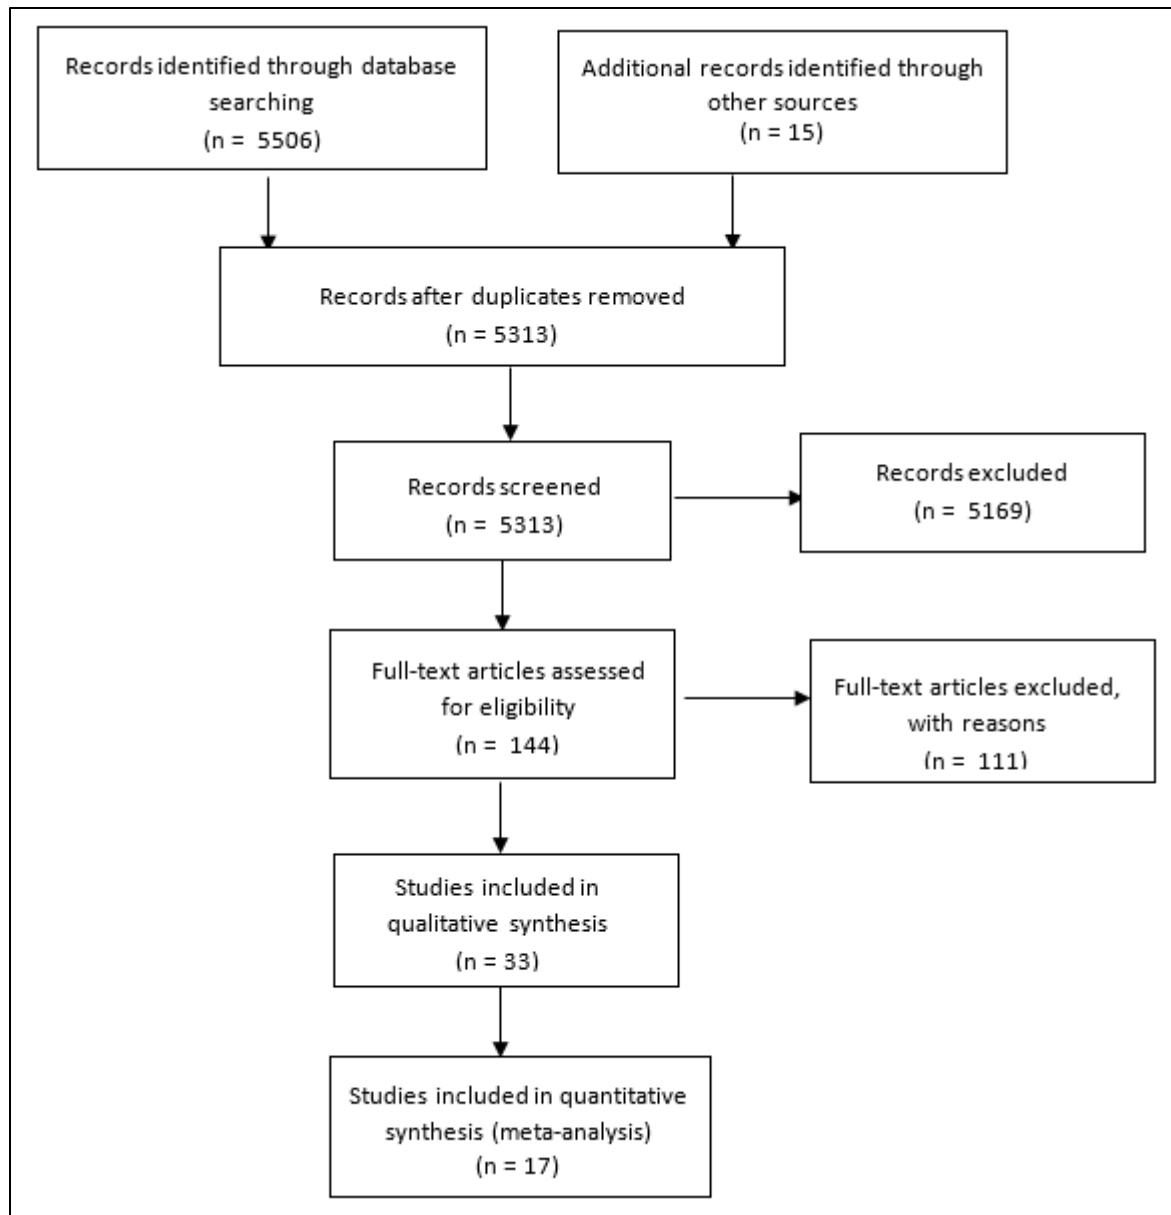 Records identified through database
searching
(n = 5506)
Additional records identified through
other sources
(n = 15)
Records after duplicates removed
(n = 5313)
Records screened
(n = 5313)
Records excluded
(n = 5169)
Full-text articles assessed
for eligibility
(n = 144)
Full-text articles excluded,
with reasons
(n = 111)
Studies included in
qualitative synthesis
(n = 33)
Studies included in quantitative
synthesis (meta-analysis)
(n = 17)